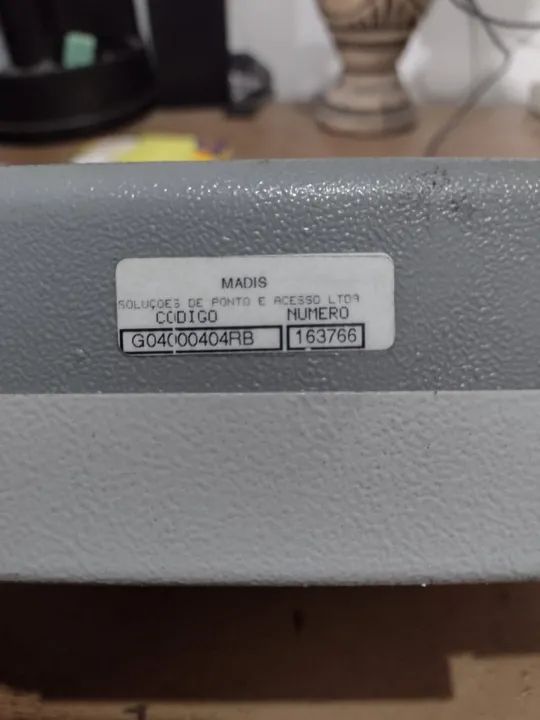 MADIS
SOLUÇOES DE PONTO E ACESSO LTDA
CODIGO NUMERO
G04000404RB 163766